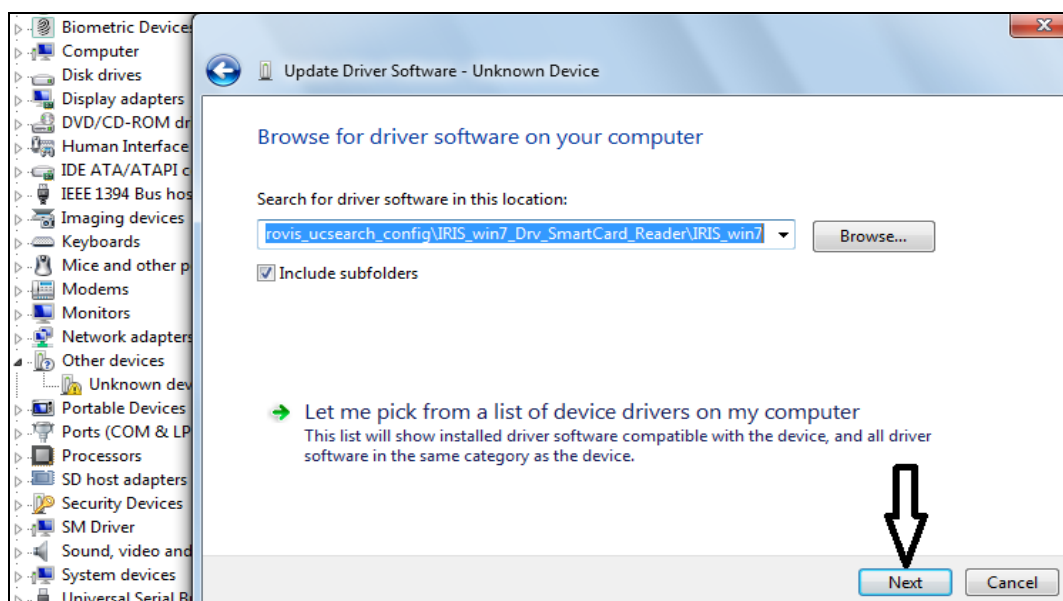 Biometric Devices
Computer
Disk drives
Display adapters
DVD/CD-ROM dr
Human Interface
IDE ATA/ATAPI c
IEEE 1394 Bus hos
Imaging devices
Keyboards
Mice and other p
Modems
Monitors
Network adapters
Other devices
Unknown dev
Portable Devices
Ports (COM & LP
Processors
SD host adapters
Security Devices
SM Driver
Sound, video and
System devices
Universal Serial B
Update Driver Software - Unknown Device
Browse for driver software on your computer
Search for driver software in this location:
rovis_ucsearch_config\IRIS_win7_Drv_SmartCard_Reader\IRIS_win7
Browse...
Include subfolders
Let me pick from a list of device drivers on my computer
This list will show installed driver software compatible with the device, and all driver
software in the same category as the device.
Next
Cancel